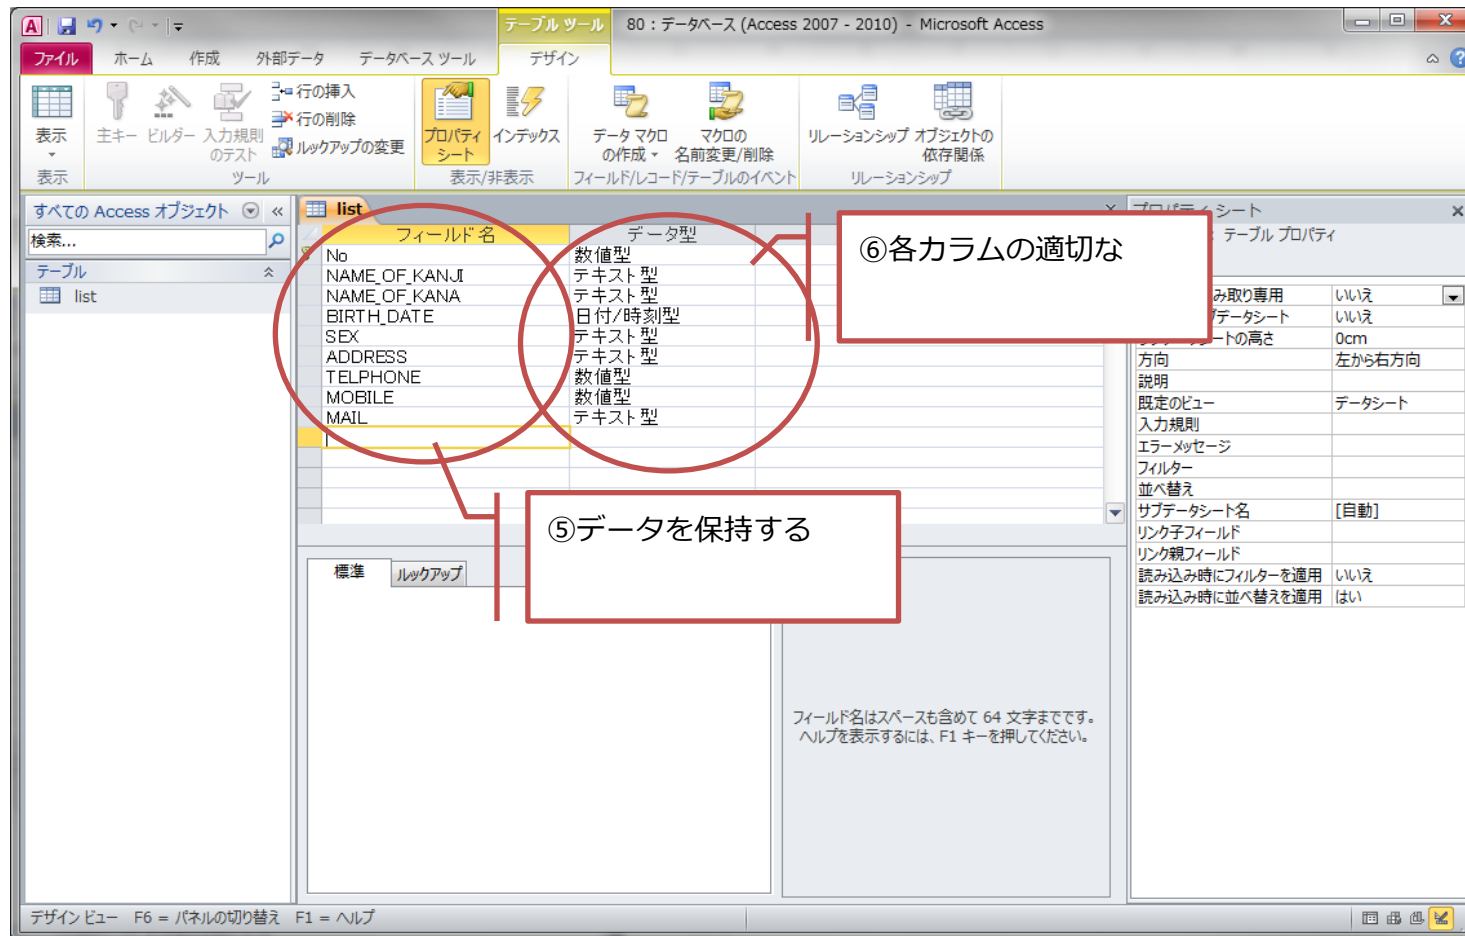 テーブル ツール
80 : データベース (Access 2007 - 2010) - Microsoft Access
ファイル ホーム 作成 外部データ データベース ツール デザイン
表示
主キー
ビルダー
入力規則
のテスト
行の挿入
行の削除
ルックアップの変更
プロパティ
シート
インデックス
データ マクロ
の作成
マクロの
名前変更/削除
リレーションシップ
オブジェクトの
依存関係
表示
ツール
表示/非表示
フィールド/レコード/テーブルのイベント
リレーションシップ
すべての Access オブジェクト
検索...
テーブル
list
list
フィールド名 データ型
No 数値型
NAME_OF_KANJI テキスト型
NAME_OF_KANA テキスト型
BIRTH_DATE 日付/時刻型
SEX テキスト型
ADDRESS テキスト型
TELPHONE 数値型
MOBILE 数値型
MAIL テキスト型
⑥各カラムの適切な
⑤データを保持する
標準 ルックアップ
フィールド名はスペースも含めて 64 文字までです。
ヘルプを表示するには、F1 キーを押してください。
プロパティ シート
テーブル プロパティ
み取り専用 いいえ
データシート いいえ
ートの高さ 0cm
方向 左から右方向
説明
既定のビュー データシート
入力規則
エラーメッセージ
フィルター
並べ替え
サブデータシート名 [自動]
リンク子フィールド
リンク親フィールド
読み込み時にフィルターを適用 いいえ
読み込み時に並べ替えを適用 はい
デザイン ビュー F6 = パネルの切り替え F1 = ヘルプ